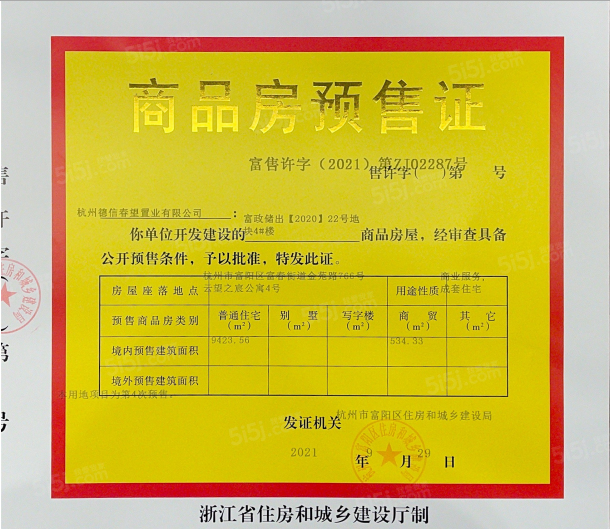 商品房预售证
富售许字(2021)第ZJ02287号
售许字( )第 号
杭州德信春望置业有限公司:
富政储出【2020】22号地
块4#楼
你单位开发建设的 商品房屋,经审查具备
公开预售条件,予以批准,特发此证。
房屋座落地点 杭州市富阳区富春街道金苑路766号
云望之宸公寓4号
用途性质 商业服务,
成套住宅
预售商品房类别 普通住宅(m²) 别墅(m²) 写字楼(m²) 商贸(m²) 其它(m²)
境内预售建筑面积 9423.56 534.33
境外预售建筑面积
本用地项目为第4次预售。
发证机关 杭州市富阳区住房和城乡建设局
2021 年 9 月 29 日
浙江省住房和城乡建设厅制
515j.com